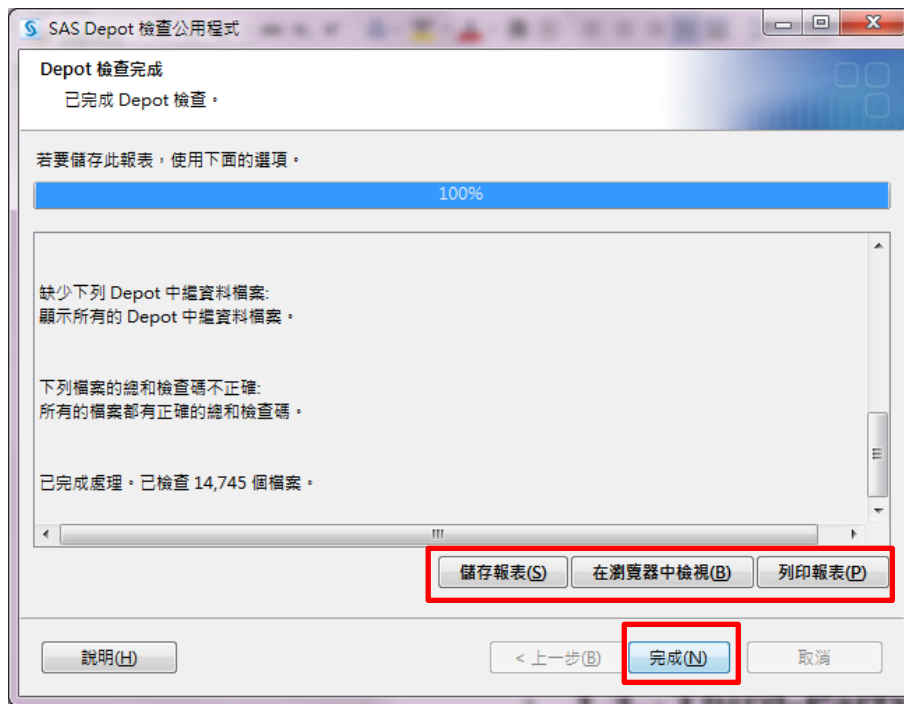 SAS Depot 檢查公用程式
Depot 檢查完成
已完成 Depot 檢查。
若要儲存此報表，使用下面的選項。
100%
缺少下列 Depot 中繼資料檔案:
顯示所有的 Depot 中繼資料檔案。
下列檔案的總和檢查碼不正確:
所有的檔案都有正確的總和檢查碼。
已完成處理。已檢查 14,745 個檔案。
儲存報表(S) 在瀏覽器中檢視(B) 列印報表(P)
說明(H) < 上一步(B) 完成(N) 取消